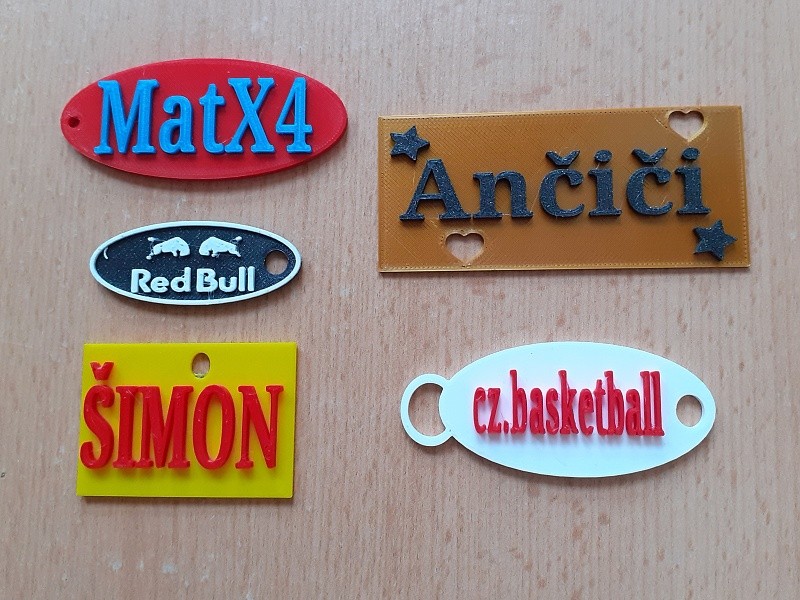 MatX4
Ančiči
Red Bull
ŠIMON
cz.basketball